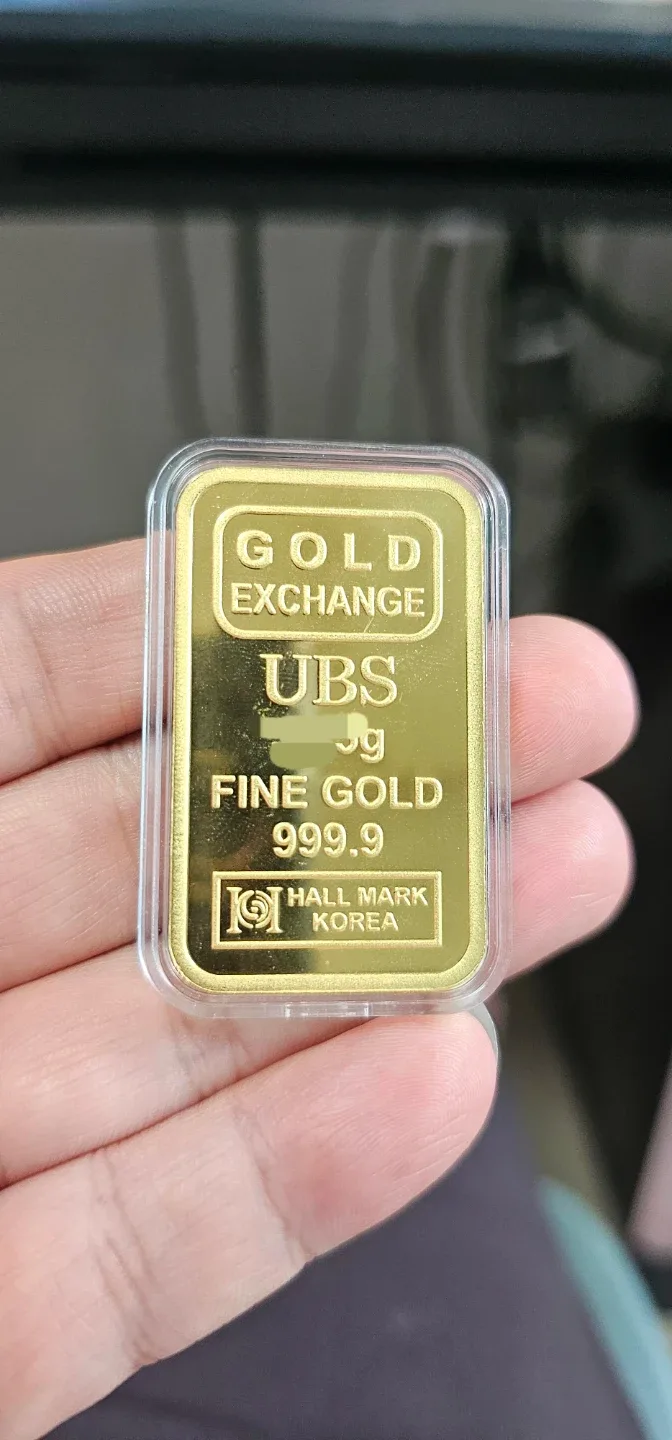 GOLD
EXCHANGE
UBS
g
FINE GOLD
999.9
HALL MARK
KOREA